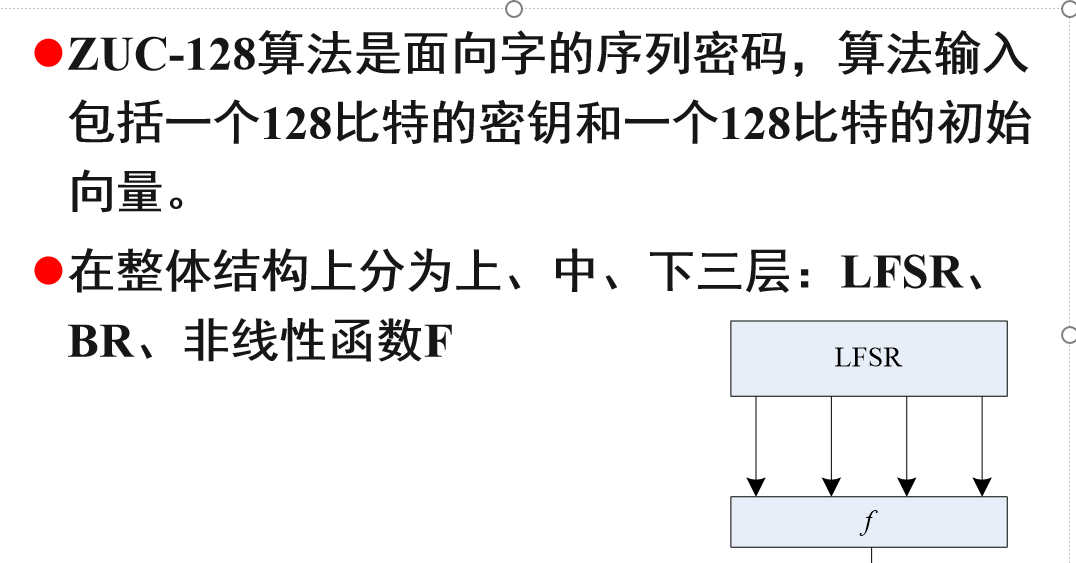 ZUC-128算法是面向字的序列密码，算法输入
包括一个128比特的密钥和一个128比特的初始
向量。
在整体结构上分为上、中、下三层：LFSR、
BR、非线性函数F
LFSR
f